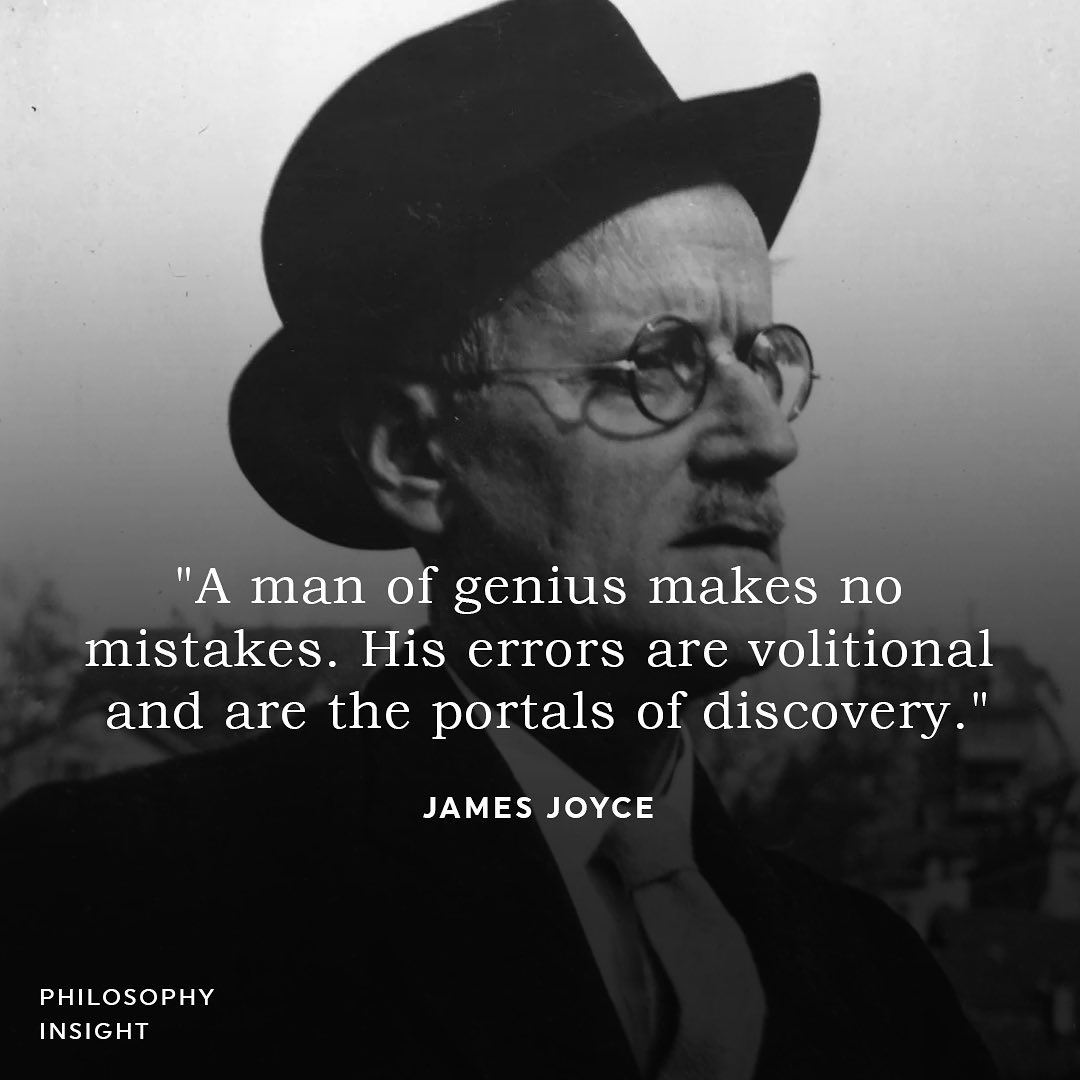 "A man of genius makes no
mistakes. His errors are volitional
and are the portals of discovery."
JAMES JOYCE
PHILOSOPHY
INSIGHT